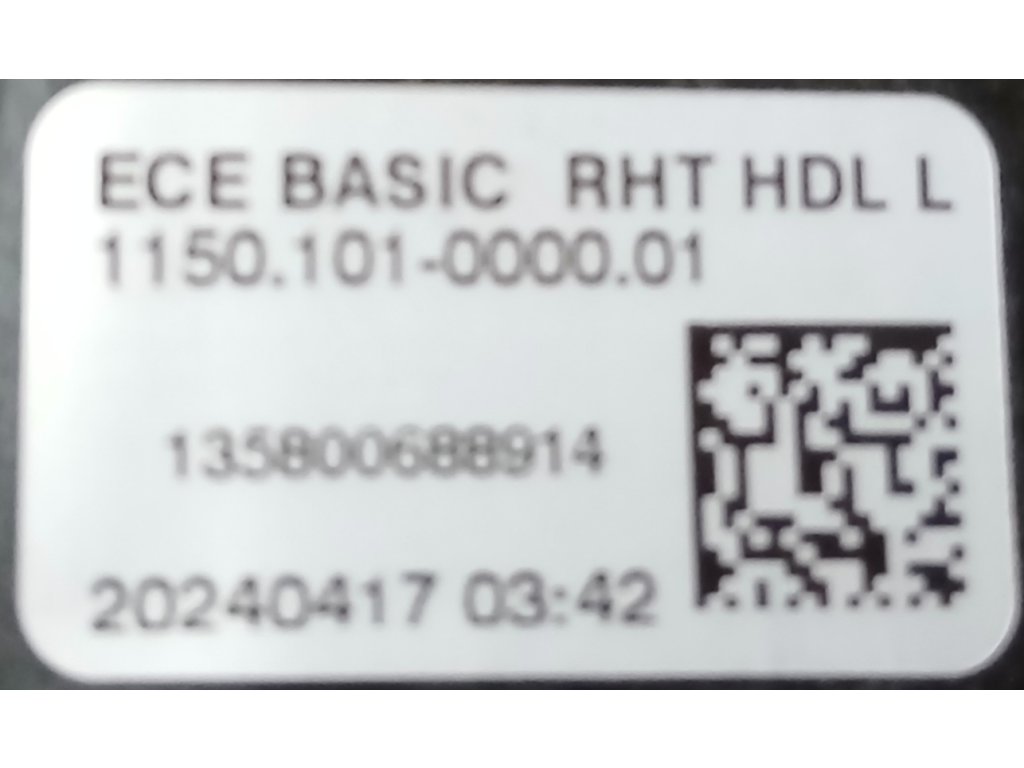 ECE BASIC RHT HDL L
1150.101-0000.01
135800688914
20240417 03:42